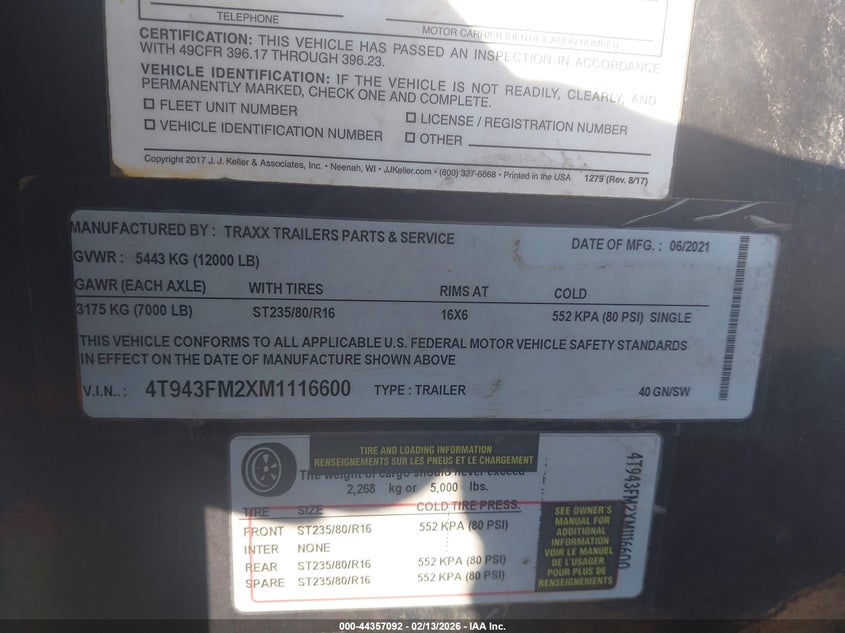 TELEPHONE
MOTOR CARRIER IDENTIFICATION NUMBER
CERTIFICATION: THIS VEHICLE HAS PASSED AN INSPECTION IN ACCORDANCE
WITH 49CFR 396.17 THROUGH 396.23.
VEHICLE IDENTIFICATION: IF THE VEHICLE IS NOT READILY, CLEARLY, AND
PERMANENTLY MARKED, CHECK ONE AND COMPLETE.
☐ FLEET UNIT NUMBER
☐ LICENSE / REGISTRATION NUMBER
☐ VEHICLE IDENTIFICATION NUMBER
☐ OTHER
Copyright 2017 J. J. Keller & Associates, Inc. • Neenah, WI • JJKeller.com • (800) 327-6868 • Printed in the USA 1279 (Rev. 8/17)
MANUFACTURED BY : TRAXX TRAILERS PARTS & SERVICE DATE OF MFG. : 06/2021
GVWR : 5443 KG (12000 LB)
GAWR (EACH AXLE) WITH TIRES RIMS AT COLD
3175 KG (7000 LB) ST235/80/R16 16X6 552 KPA (80 PSI) SINGLE
THIS VEHICLE CONFORMS TO ALL APPLICABLE U.S. FEDERAL MOTOR VEHICLE SAFETY STANDARDS
IN EFFECT ON THE DATE OF MANUFACTURE SHOWN ABOVE
V.I.N.. : 4T943FM2XM1116600 TYPE : TRAILER 40 GN/SW
TIRE AND LOADING INFORMATION
RENSEIGNEMENTS SUR LES PNEUS ET LE CHARGEMENT
The weight of cargo should never exceed
2,268 kg or 5,000 lbs.
TIRE SIZE COLD TIRE PRESS.
FRONT ST235/80/R16 552 KPA (80 PSI)
INTER NONE
REAR ST235/80/R16 552 KPA (80 PSI)
SPARE ST235/80/R16 552 KPA (80 PSI)
SEE OWNER'S
MANUAL FOR
ADDITIONAL
INFORMATION
VOIR LE MANUEL
DE L'USAGER
POUR PLUS DE
RENSEIGNEMENTS
4T943FM2XM1116600
000-44357092 - 02/13/2026 - IAA Inc.